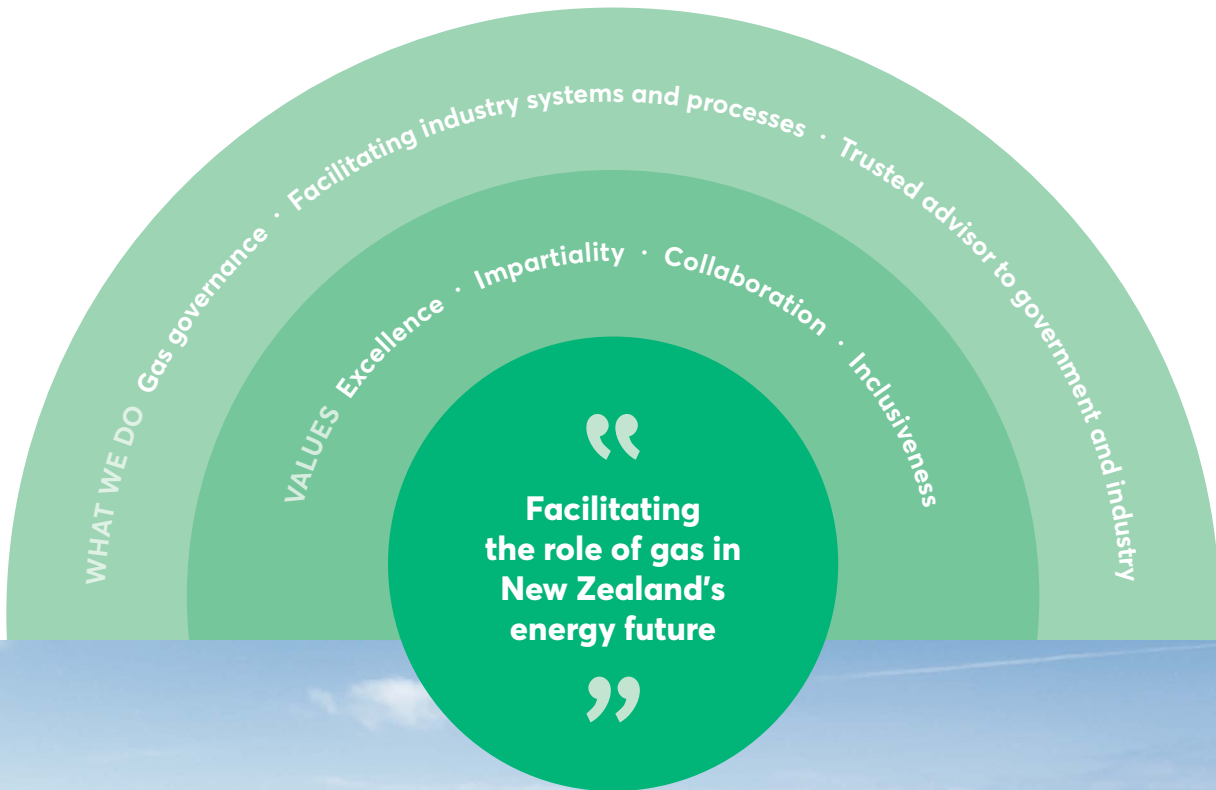 WHAT WE DO Gas governance · Facilitating industry systems and processes · Trusted advisor to government and industry
VALUES Excellence · Impartiality · Collaboration · Inclusiveness
“
Facilitating
the role of gas in
New Zealand’s
energy future
”